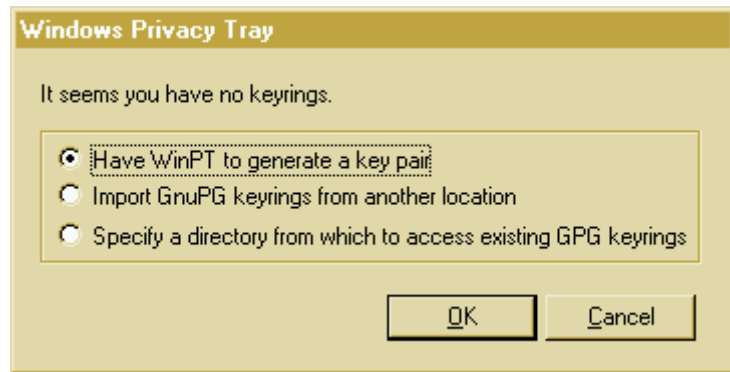 Windows Privacy Tray
It seems you have no keyrings.
Have WinPT to generate a key pair
Import GnuPG keyrings from another location
Specify a directory from which to access existing GPG keyrings
OK Cancel